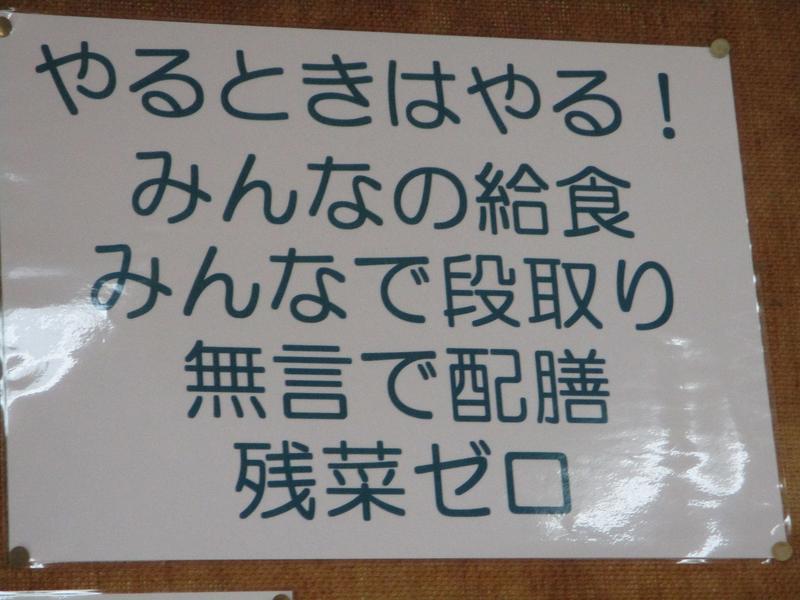 やるときはやる！
みんなの給食
みんなで段取り
無言で配膳
残菜ゼロ